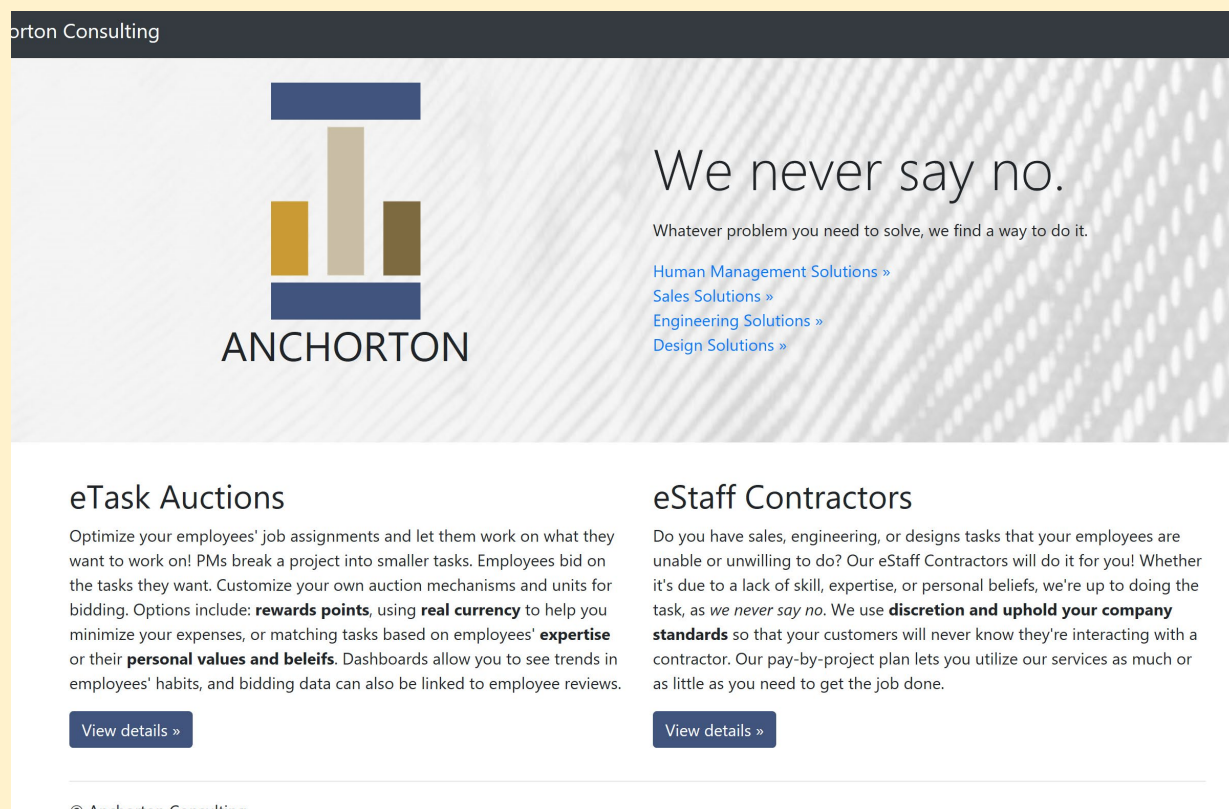 orton Consulting
ANCHORTON
We never say no.
Whatever problem you need to solve, we find a way to do it.
Human Management Solutions »
Sales Solutions »
Engineering Solutions »
Design Solutions »
eTask Auctions
Optimize your employees' job assignments and let them work on what they
want to work on! PMs break a project into smaller tasks. Employees bid on
the tasks they want. Customize your own auction mechanisms and units for
bidding. Options include: rewards points, using real currency to help you
minimize your expenses, or matching tasks based on employees' expertise
or their personal values and beleifs. Dashboards allow you to see trends in
employees' habits, and bidding data can also be linked to employee reviews.
View details »
eStaff Contractors
Do you have sales, engineering, or designs tasks that your employees are
unable or unwilling to do? Our eStaff Contractors will do it for you! Whether
it's due to a lack of skill, expertise, or personal beliefs, we're up to doing the
task, as we never say no. We use discretion and uphold your company
standards so that your customers will never know they're interacting with a
contractor. Our pay-by-project plan lets you utilize our services as much or
as little as you need to get the job done.
View details »
© Anchorton Consulting